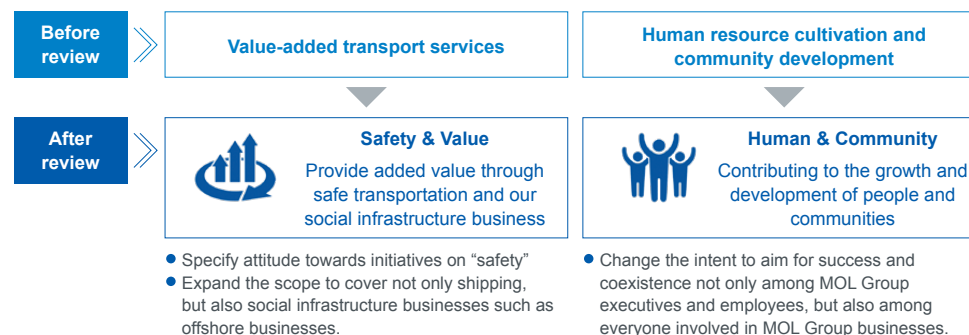 Before
review
Value-added transport services
Human resource cultivation and
community development
After
review
Safety & Value
Provide added value through
safe transportation and our
social infrastructure business
Human & Community
Contributing to the growth and
development of people and
communities
● Specify attitude towards initiatives on “safety”
● Expand the scope to cover not only shipping,
but also social infrastructure businesses such as
offshore businesses.
● Change the intent to aim for success and
coexistence not only among MOL Group
executives and employees, but also among
everyone involved in MOL Group businesses.